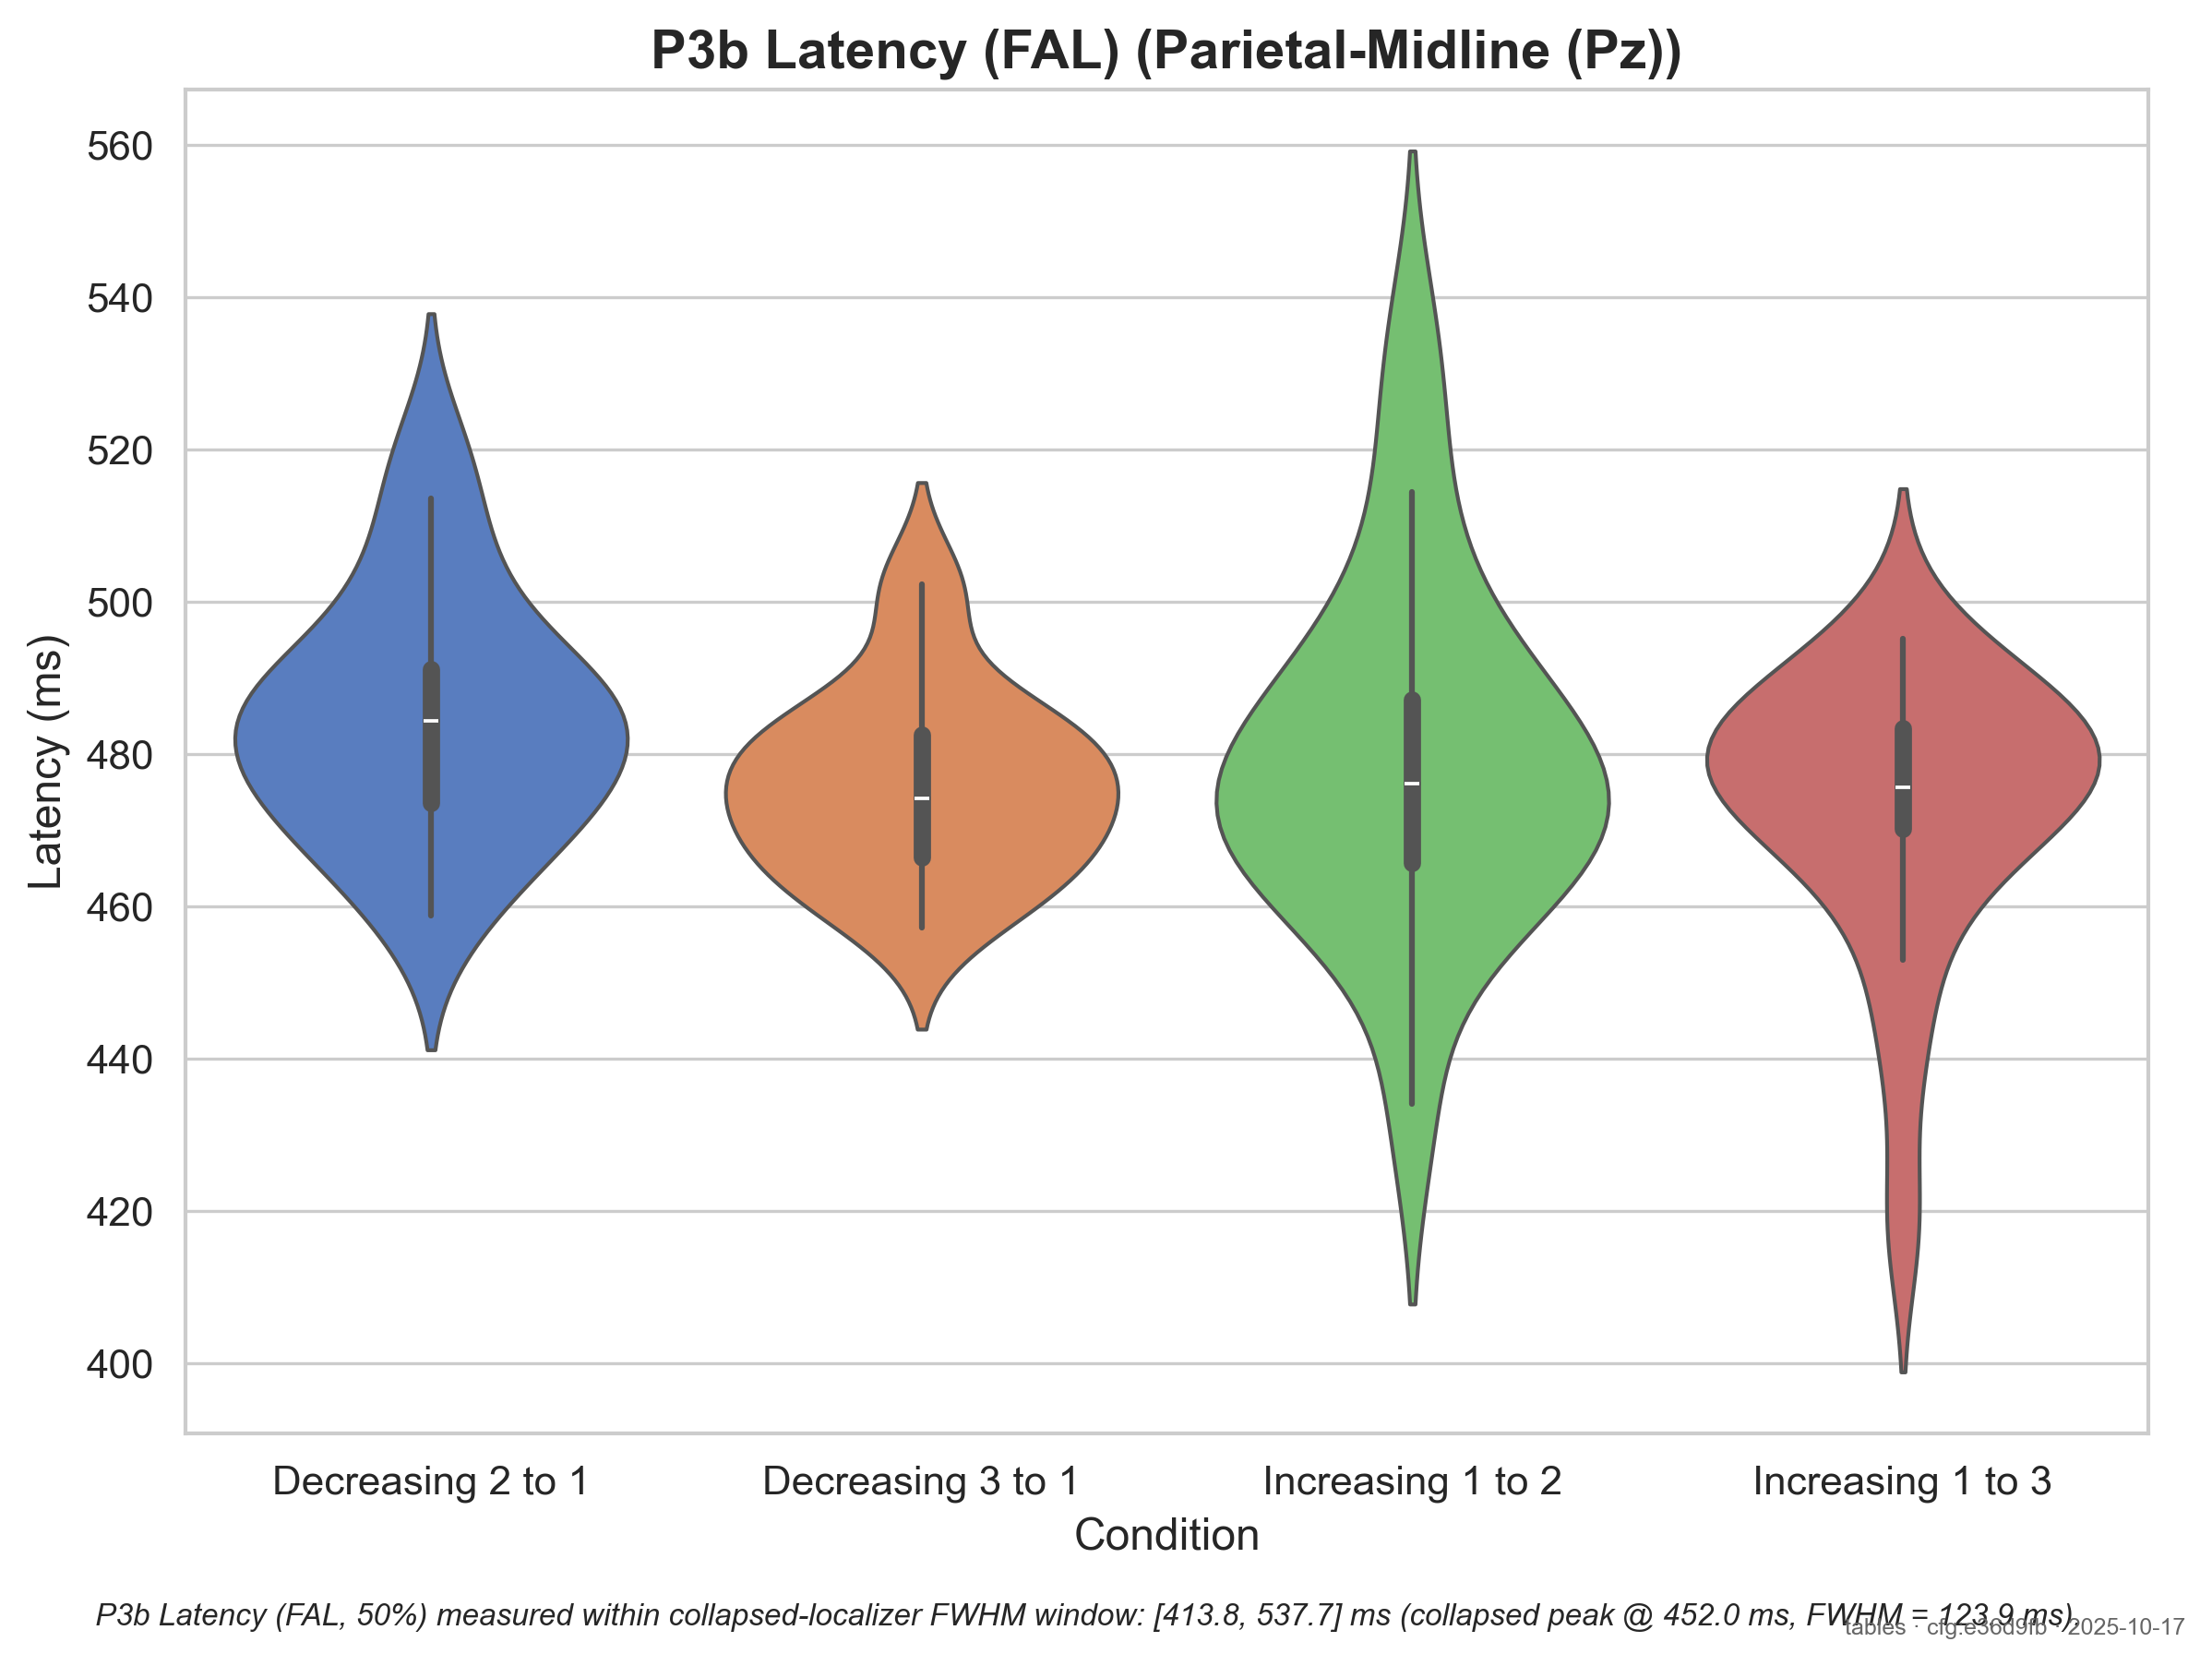 P3b Latency (FAL) (Parietal-Midline (Pz))
560
540
520
500
480
460
440
420
400
Latency (ms)
Decreasing 2 to 1 Decreasing 3 to 1 Increasing 1 to 2 Increasing 1 to 3
Condition
P3b Latency (FAL, 50%) measured within collapsed-localizer FWHM window: [413.8, 537.7] ms (collapsed peak @ 452.0 ms, FWHM = 123.9 ms).
tables · cfg:e36d9fb · 2025-10-17